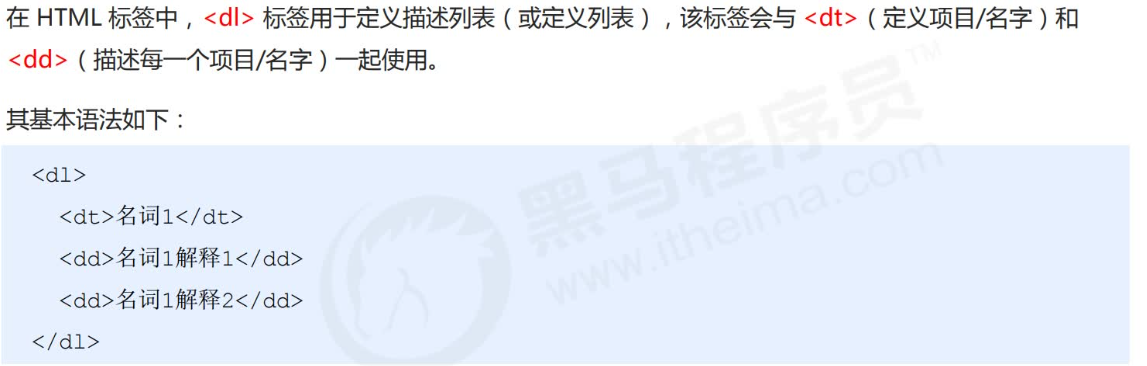 在 HTML 标签中，<dl> 标签用于定义描述列表（或定义列表），该标签会与 <dt>（定义项目/名字）和
<dd>（描述每一个项目/名字）一起使用。
其基本语法如下：
<dl>
<dt>名词1</dt>
<dd>名词1解释1</dd>
<dd>名词1解释2</dd>
</dl>
黑马程序员™
www.itheima.com